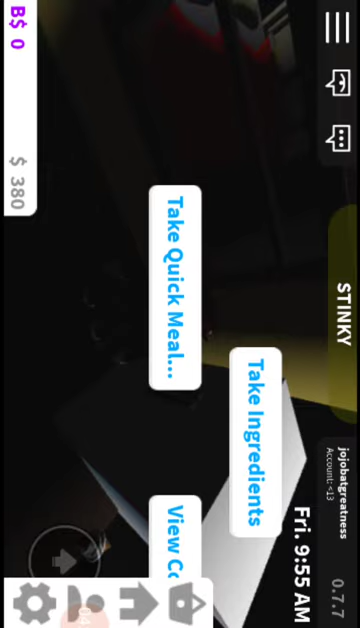 STINKY
jojobatgreatness
Account: <13
0.7.7
Fri. 9:55 AM
Take Ingredients
Take Quick Meal...
View Co
B$ 0
$ 380